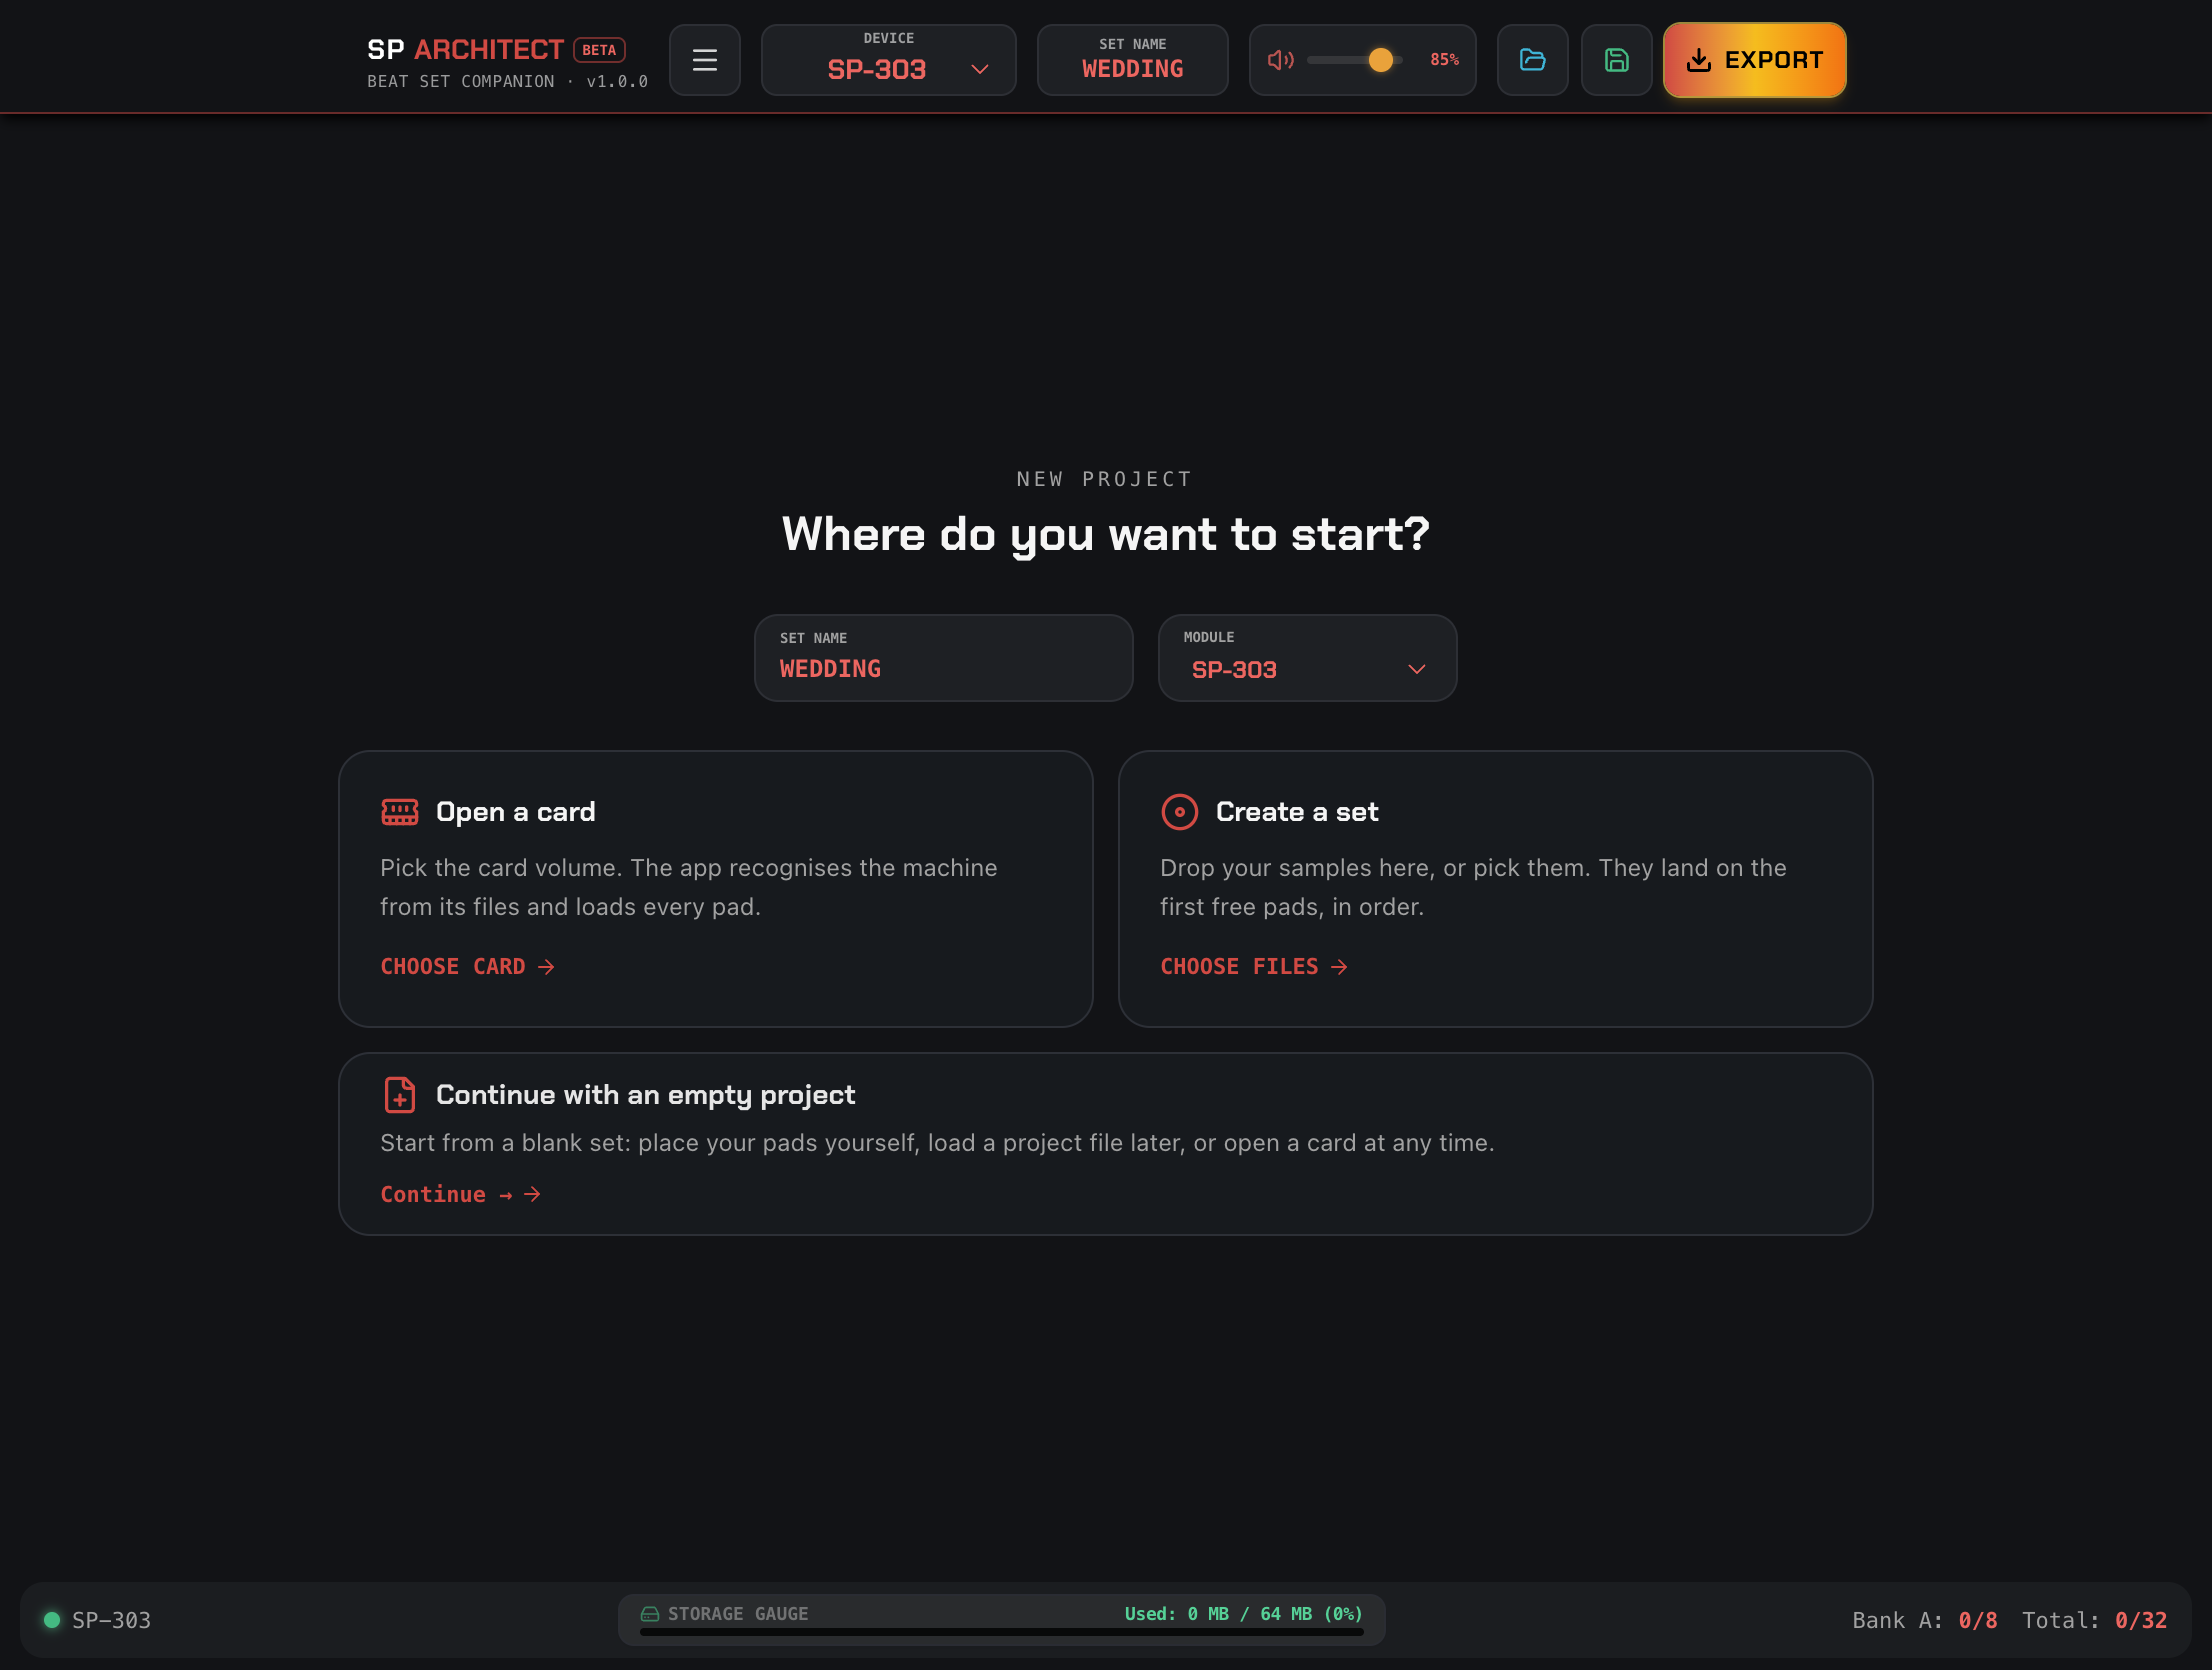 SP ARCHITECT BETA
BEAT SET COMPANION · v1.0.0
DEVICE
SP-303
SET NAME
WEDDING
85%
EXPORT
NEW PROJECT
Where do you want to start?
SET NAME
WEDDING
MODULE
SP-303
Open a card
Pick the card volume. The app recognises the machine
from its files and loads every pad.
CHOOSE CARD →
Create a set
Drop your samples here, or pick them. They land on the
first free pads, in order.
CHOOSE FILES →
Continue with an empty project
Start from a blank set: place your pads yourself, load a project file later, or open a card at any time.
Continue → →
SP-303
STORAGE GAUGE
Used: 0 MB / 64 MB (0%)
Bank A: 0/8 Total: 0/32